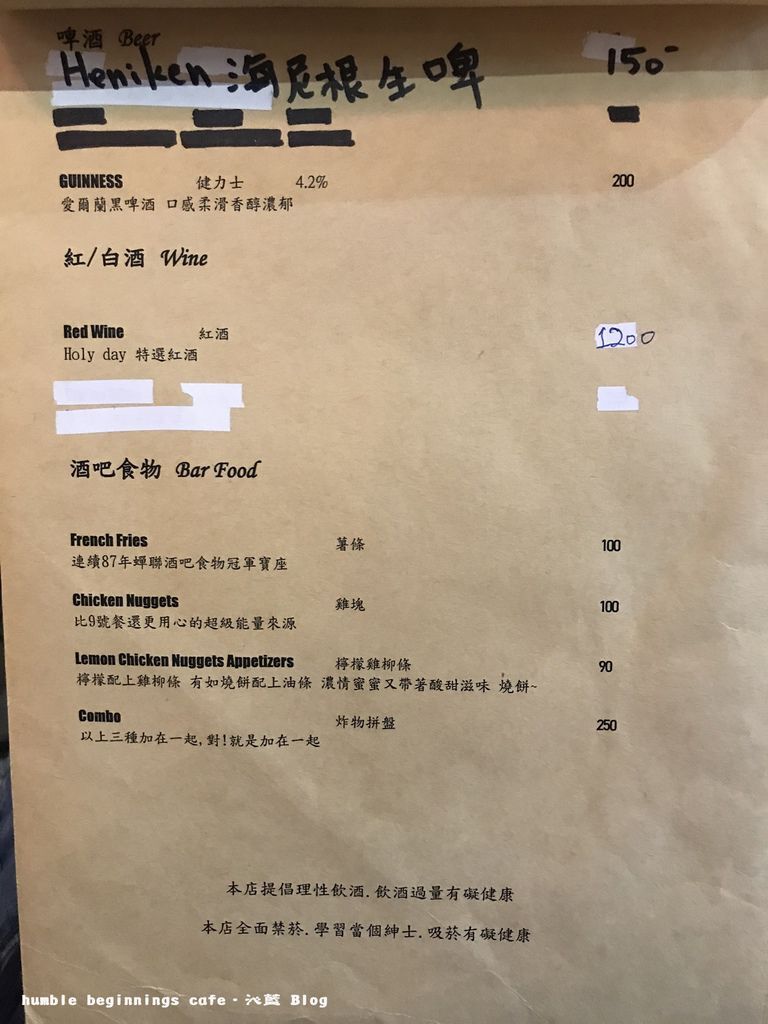 啤酒 Beer
Heniken 海尼根生啤 150-
GUINNESS 健力士 4.2% 200
愛爾蘭黑啤酒 口感柔滑香醇濃郁
紅/白酒 Wine
Red Wine 紅酒 1200
Holy day 特選紅酒
酒吧食物 Bar Food
French Fries 薯條 100
連續87年蟬聯酒吧食物冠軍寶座
Chicken Nuggets 雞塊 100
比9號餐還更用心的超級能量來源
Lemon Chicken Nuggets Appetizers 檸檬雞柳條 90
檸檬配上雞柳條 有如燒餅配上油條 濃情蜜蜜又帶著酸甜滋味 燒餅~
Combo 炸物拼盤 250
以上三種加在一起,對!就是加在一起
本店提倡理性飲酒.飲酒過量有礙健康
本店全面禁菸.學習當個紳士.吸菸有礙健康
humble beginnings cafe·沁藍 Blog